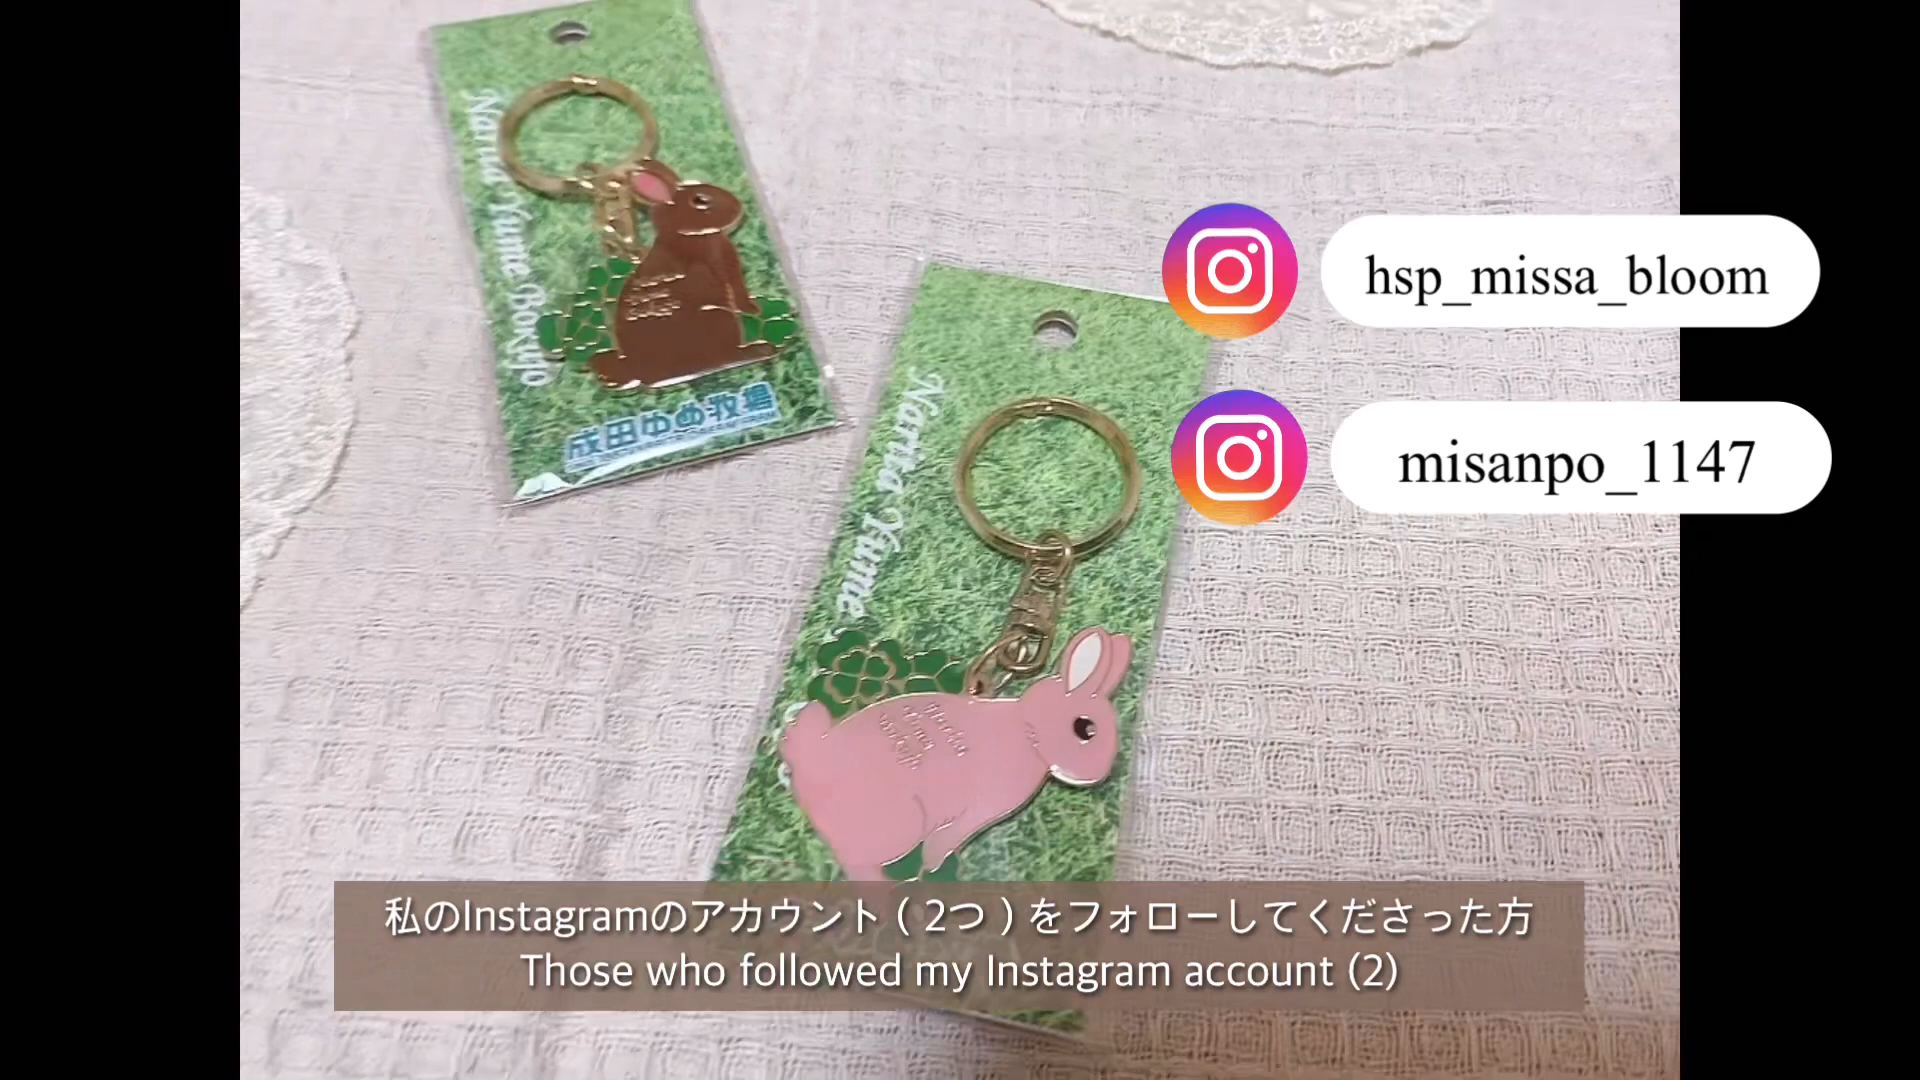 Narita Yume Bokujo
成田ゆめ牧場
hsp_missa_bloom
misanpo_1147
Narita Yume
私のInstagramのアカウント ( 2つ ) をフォローしてくださった方
Those who followed my Instagram account (2)